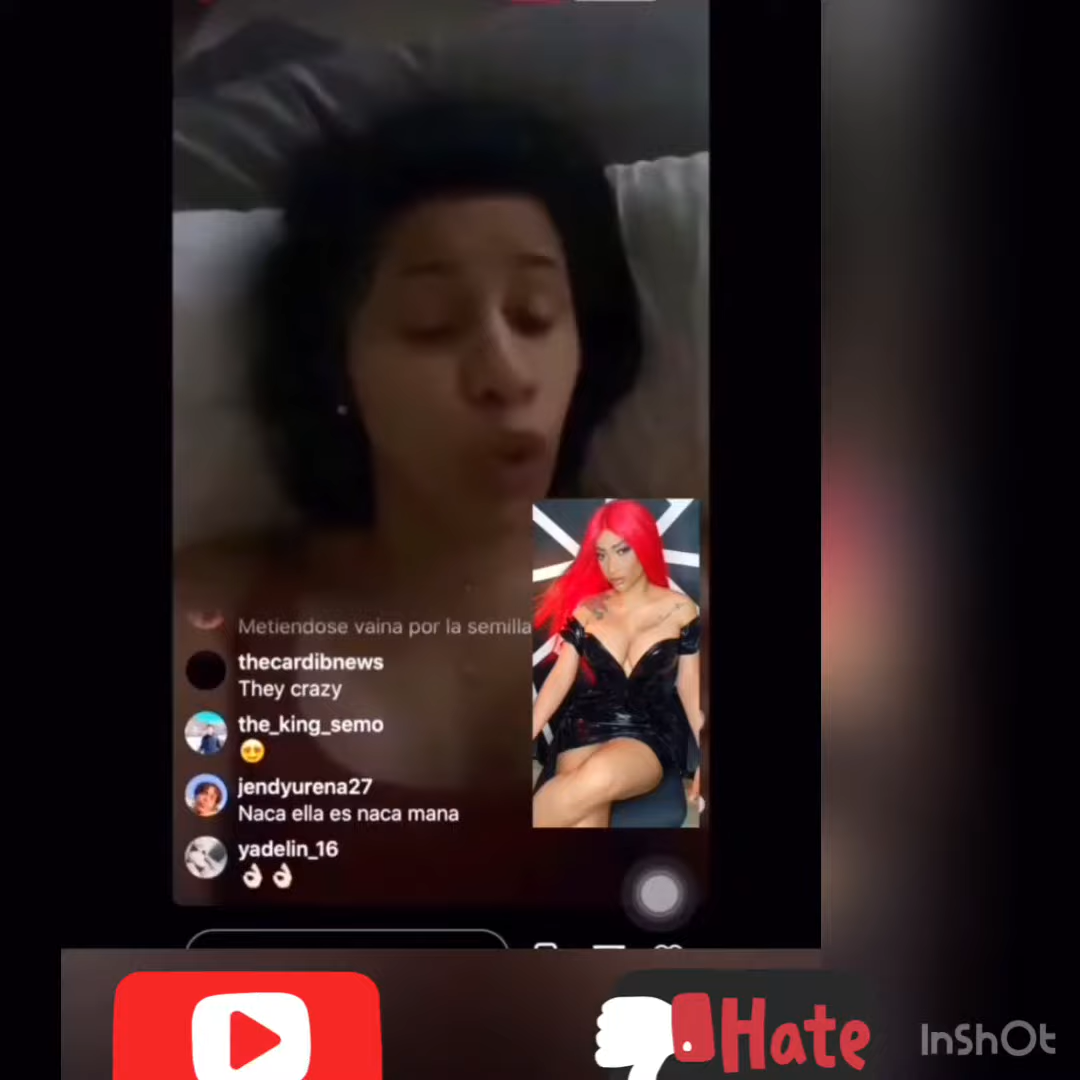 Metiendose vaina por la semilla
thecardibnews
They crazy
the_king_semo
jendyurena27
Naca ella es naca mana
yadelin_16
Hate
InShOt